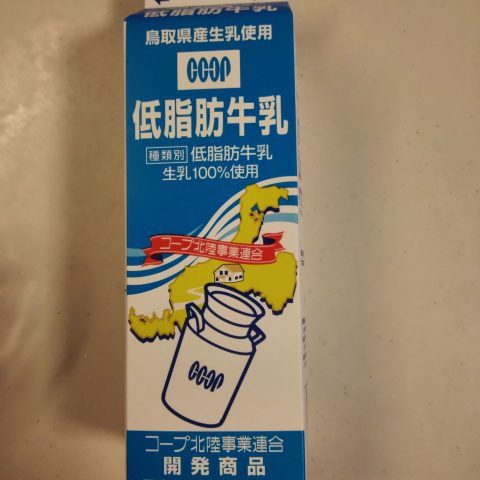 鳥取県産生乳使用
COOP
低脂肪牛乳
種類別 低脂肪牛乳
生乳100%使用
コープ北陸事業連合
COOP
コープ北陸事業連合
開発商品